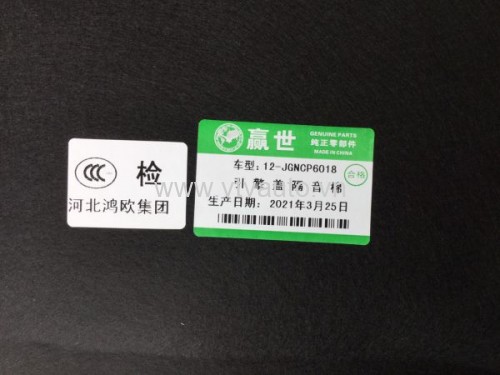 CCC 检
河北鸿欧集团
赢世
GENUINE PARTS
纯正零部件
MADE IN CHINA
车型: 12-JGNCP6018
引擎盖隔音棉
合格
生产日期: 2021年3月25日